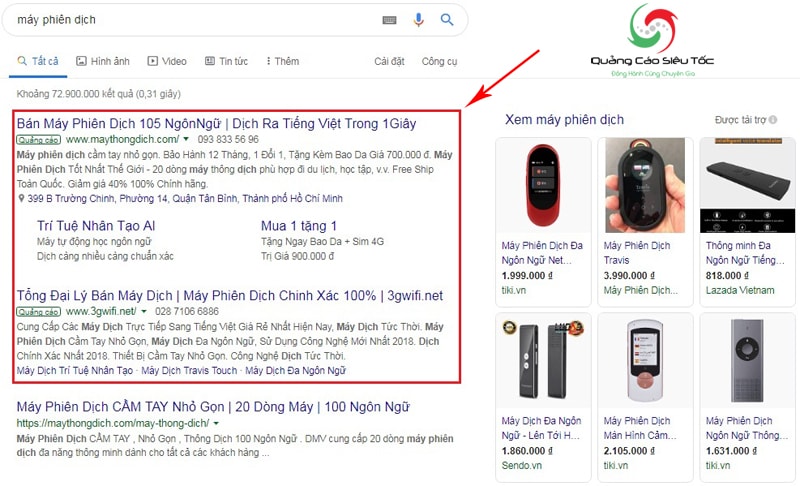 máy phiên dịch
Tất cả
Hình ảnh
Video
Tin tức
Thêm
Cài đặt
Công cụ
Khoảng 72.900.000 kết quả (0,31 giây)
Bán Máy Phiên Dịch 105 NgônNgữ | Dịch Ra Tiếng Việt Trong 1Giây
Quảng cáo www.maythongdich.com/ 093 833 56 96
Máy phiên dịch cầm tay nhỏ gọn. Bảo Hành 12 Tháng, 1 Đổi 1, Tặng Kèm Bao Da Giá 700.000 đ. Máy
Phiên Dịch Tốt Nhất Thế Giới - 20 dòng máy thông dịch phù hợp đi du lịch, học tập, v.v. Free Ship
Toàn Quốc. Giảm giá 40% 100% Chính hãng.
399 B Trường Chinh, Phường 14, Quận Tân Bình, Thành phố Hồ Chí Minh
Trí Tuệ Nhân Tạo AI
Máy tự động học ngôn ngữ
Dịch càng nhiều càng chuẩn xác
Mua 1 tặng 1
Tặng Ngay Bao Da + Sim 4G
Trị Giá 900.000 đ
Tổng Đại Lý Bán Máy Dịch | Máy Phiên Dịch Chinh Xác 100% | 3gwifi.net
Quảng cáo www.3gwifi.net/ 028 7106 6886
Cung Cấp Các Máy Dịch Trực Tiếp Sang Tiếng Việt Giá Rẻ Nhất Hiện Nay, Máy Dịch Tức Thời. Máy
Phiên Dịch Cầm Tay Nhỏ Gọn, Máy Dịch Đa Ngôn Ngữ, Sử Dụng Công Nghệ Mới Nhất 2018. Dịch
Chính Xác Nhất 2018. Thiết Bị Cầm Tay Nhỏ Gọn. Công Nghệ Dịch Tức Thời.
Máy Dịch Trí Tuệ Nhân Tạo · Máy Dịch Travis Touch · Máy Dịch Đa Ngôn Ngữ
Máy Phiên Dịch CẦM TAY Nhỏ Gọn | 20 Dòng Máy | 100 Ngôn Ngữ
https://maythongdich.com/may-thong-dich/
Máy Phiên Dịch CẦM TAY , Nhỏ Gọn , Thông Dịch 100 Ngôn Ngữ . DMV cung cấp 20 dòng máy phiên
dịch đa năng thông minh dành cho tất cả các khách hàng ...
Quảng Cáo Siêu Tốc
Đồng Hành Cùng Chuyên Gia
Xem máy phiên dịch
Được tài trợ
Máy Phiên Dịch Đa
Ngôn Ngữ Net...
1.999.000 ₫
tiki.vn
Máy Phiên Dịch
Travis
3.990.000 ₫
Máy Phiên Dịch...
Thông minh Đa
Ngôn Ngữ Tiếng...
818.000 ₫
Lazada Vietnam
Máy Dịch Đa Ngôn
Ngữ - Lên Tới H...
1.860.000 ₫
Sendo.vn
Máy Phiên Dịch
Màn Hình Cảm...
2.105.000 ₫
tiki.vn
Máy Phiên Dịch
Ngôn Ngữ Thông...
1.631.000 ₫
tiki.vn